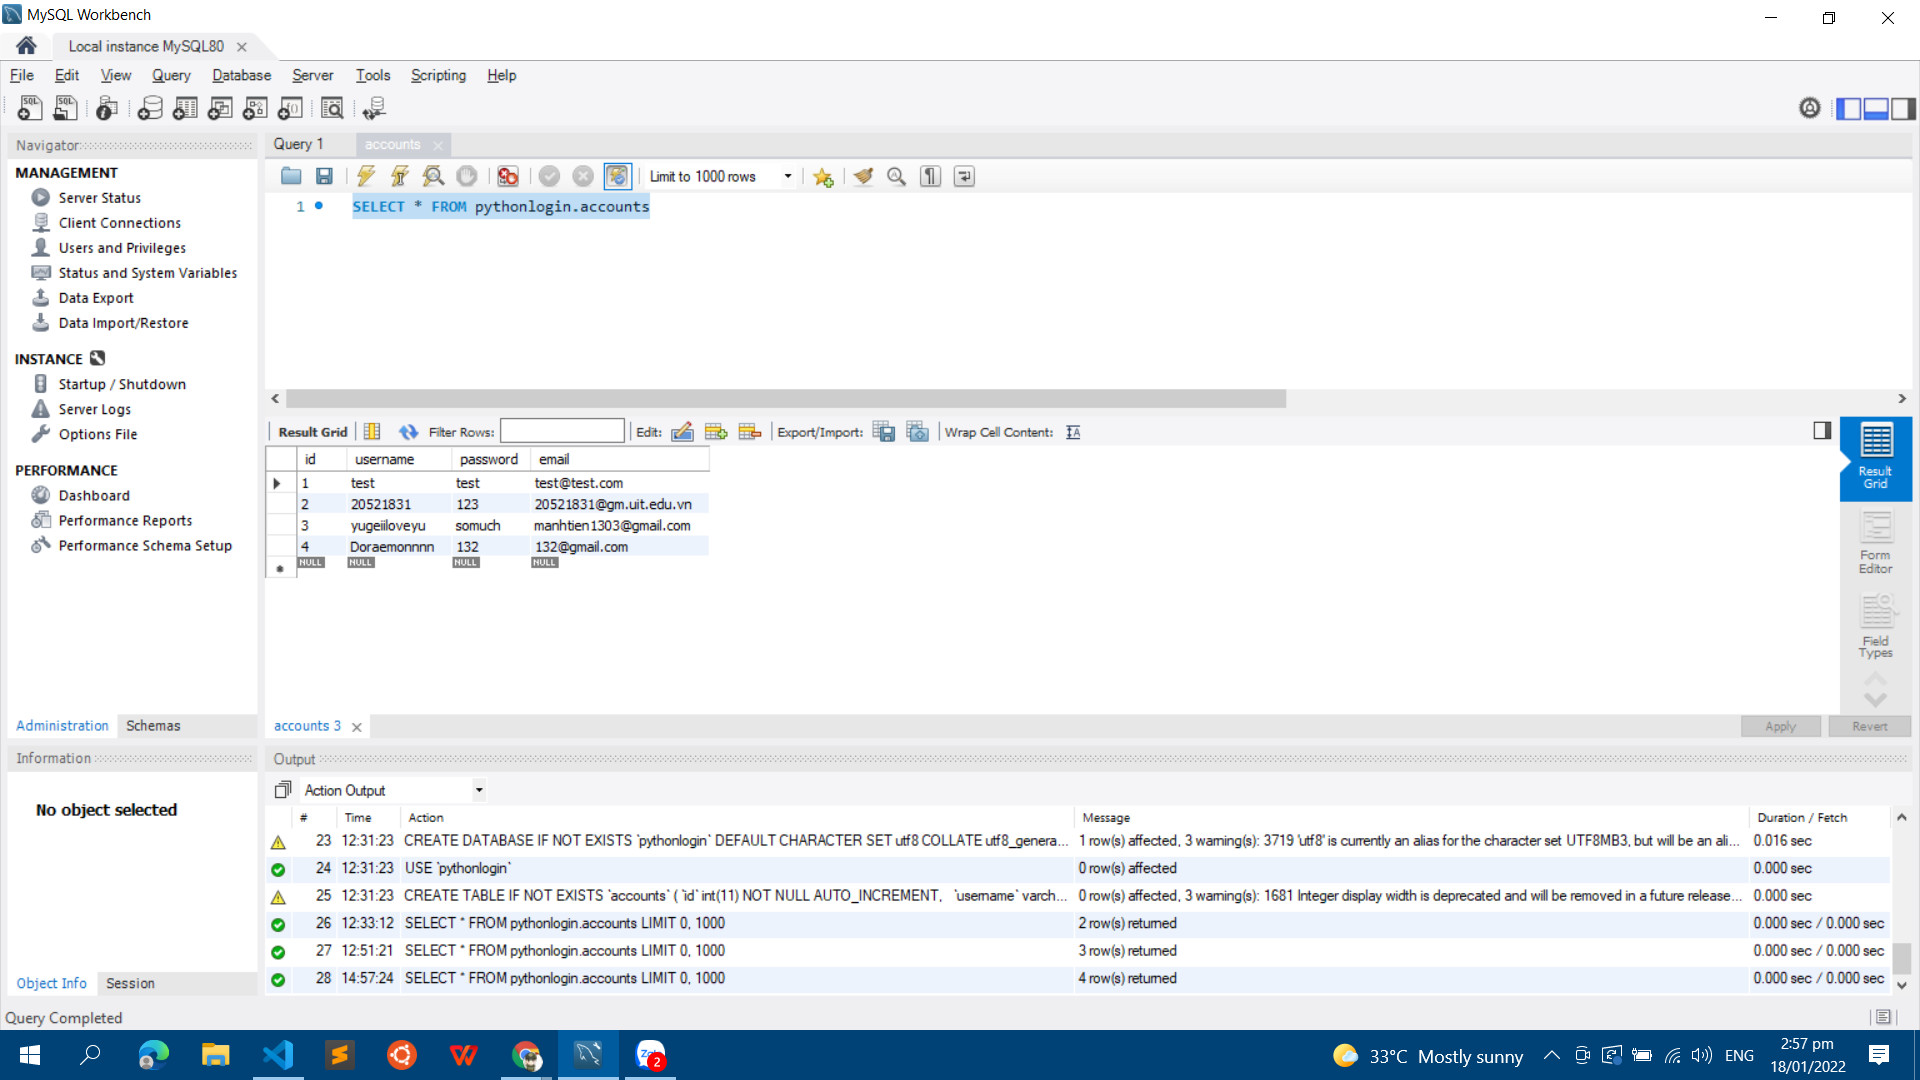 MySQL Workbench
Local instance MySQL80
File Edit View Query Database Server Tools Scripting Help
Navigator
MANAGEMENT
Server Status
Client Connections
Users and Privileges
Status and System Variables
Data Export
Data Import/Restore
INSTANCE
Startup / Shutdown
Server Logs
Options File
PERFORMANCE
Dashboard
Performance Reports
Performance Schema Setup
Administration Schemas
Information
No object selected
Object Info Session
Query 1 accounts
Limit to 1000 rows
1 SELECT * FROM pythonlogin.accounts
Result Grid Filter Rows: Edit: Export/Import: Wrap Cell Content:
id username password email
1 test test test@test.com
2 20521831 123 20521831@gm.uit.edu.vn
3 yugeiiloveyu somuch manhtien1303@gmail.com
4 Doraemonnnn 132 132@gmail.com
NULL NULL NULL NULL
Result
Grid
Form
Editor
Field
Types
accounts 3
Apply Revert
Output
Action Output
# Time Action Message Duration / Fetch
23 12:31:23 CREATE DATABASE IF NOT EXISTS `pythonlogin` DEFAULT CHARACTER SET utf8 COLLATE utf8_genera... 1 row(s) affected, 3 warning(s): 3719 'utf8' is currently an alias for the character set UTF8MB3, but will be an ali... 0.016 sec
24 12:31:23 USE `pythonlogin` 0 row(s) affected 0.000 sec
25 12:31:23 CREATE TABLE IF NOT EXISTS `accounts` ( `id` int(11) NOT NULL AUTO_INCREMENT, `username` varch... 0 row(s) affected, 3 warning(s): 1681 Integer display width is deprecated and will be removed in a future release... 0.000 sec
26 12:33:12 SELECT * FROM pythonlogin.accounts LIMIT 0, 1000 2 row(s) returned 0.000 sec / 0.000 sec
27 12:51:21 SELECT * FROM pythonlogin.accounts LIMIT 0, 1000 3 row(s) returned 0.000 sec / 0.000 sec
28 14:57:24 SELECT * FROM pythonlogin.accounts LIMIT 0, 1000 4 row(s) returned 0.000 sec / 0.000 sec
Query Completed
2
33°C Mostly sunny
ENG
2:57 pm
18/01/2022